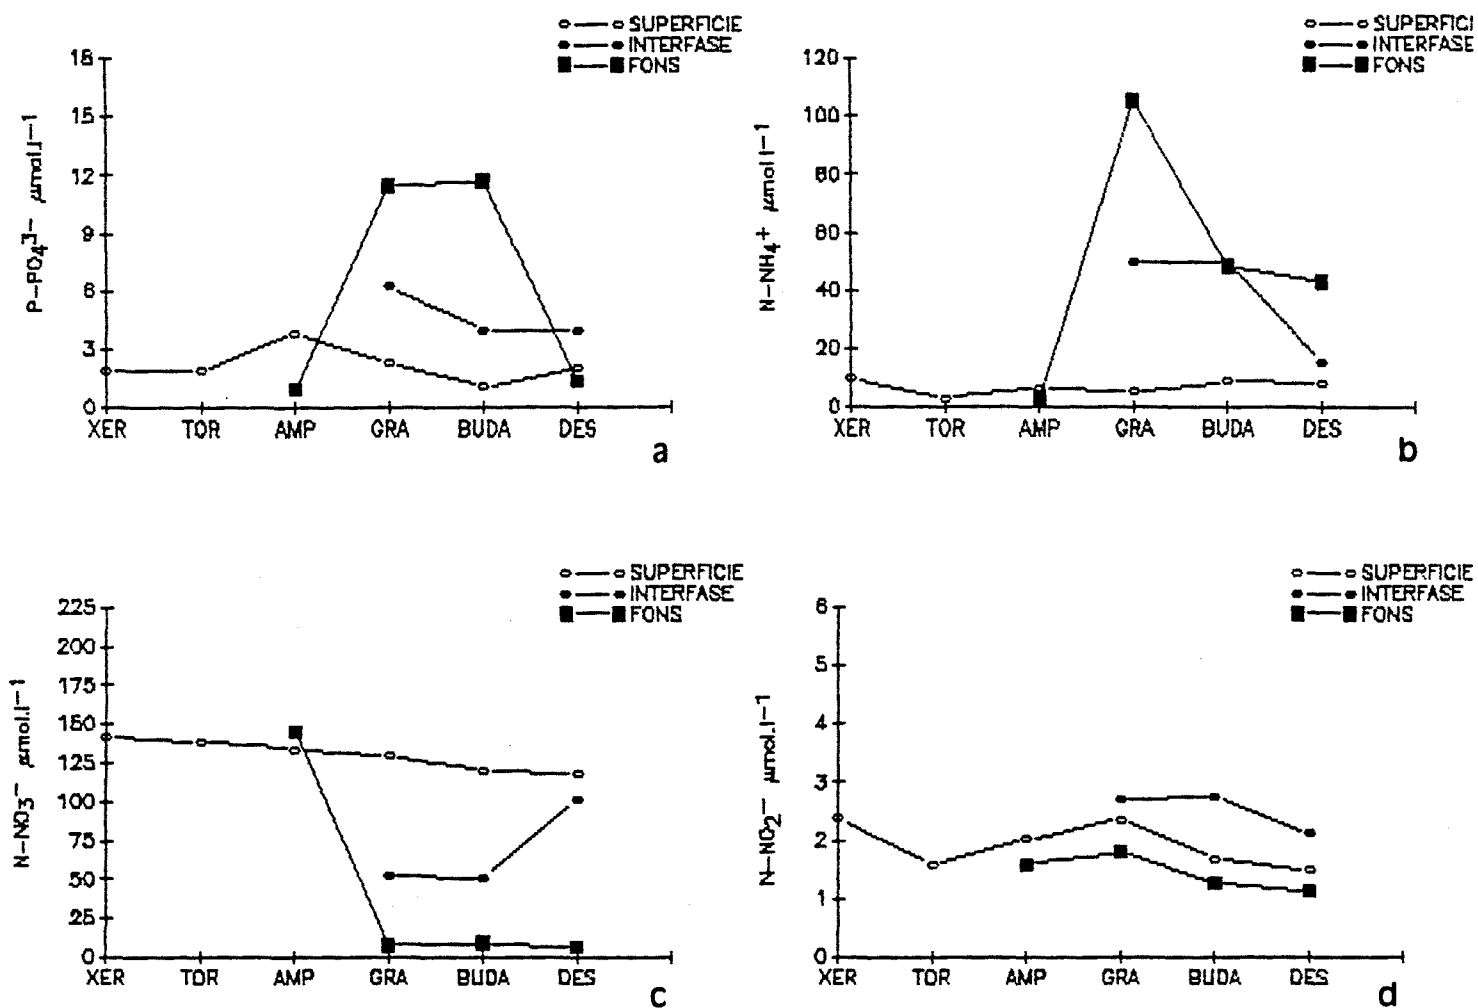 SUPERFICIE
INTERFASE
FONS
18
15
12
9
6
3
0
P-PO₄³⁻ µmol.l⁻¹
XER TOR AMP GRA BUDA DES
a
SUPERFICI
INTERFASE
FONS
120
100
80
60
40
20
0
N-NH₄⁺ µmol l⁻¹
XER TOR AMP GRA BUDA DES
b
SUPERFICIE
INTERFASE
FONS
225
200
175
150
125
100
75
50
25
0
N-NO₃⁻ µmol.l⁻¹
XER TOR AMP GRA BUDA DES
c
SUPERFICIE
INTERFASE
FONS
6
5
4
3
2
1
0
N-NO₂⁻ µmol.l⁻¹
XER TOR AMP GRA BUDA DES
d